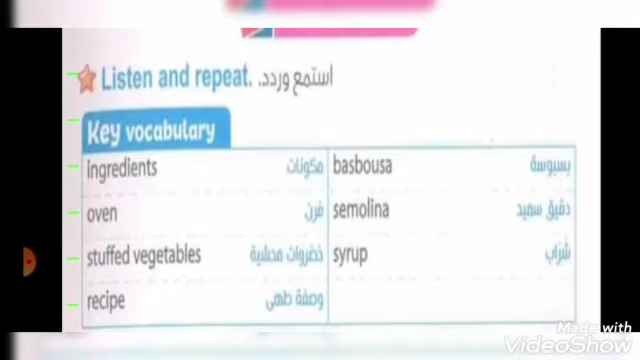 Listen and repeat. استمع وردد.
Key vocabulary
ingredients مكونات basbousa بسبوسة
oven فرن semolina دقيق سميد
stuffed vegetables خضروات محشية syrup شراب
recipe وصفة طهى
Made with
VideoShow